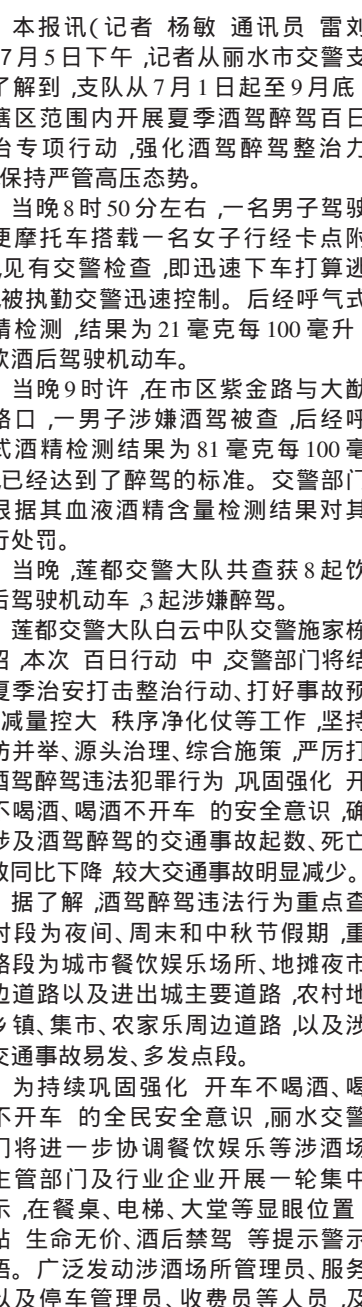 本报讯(记者 杨敏 通讯员 雷刘
7月5日下午,记者从丽水市交警支
了解到,支队从7月1日起至9月底
辖区范围内开展夏季酒驾醉驾百日
治专项行动,强化酒驾醉驾整治力
保持严管高压态势。
当晚8时50分左右,一名男子驾驶
便摩托车搭载一名女子行经卡点附
见有交警检查,即迅速下车打算逃
被执勤交警迅速控制。后经呼气式
精检测,结果为21毫克每100毫升
饮酒后驾驶机动车。
当晚9时许,在市区紫金路与大猷
路口,一男子涉嫌酒驾被查,后经呼
式酒精检测结果为81毫克每100毫
已经达到了醉驾的标准。交警部门
根据其血液酒精含量检测结果对其
行处罚。
当晚,莲都交警大队共查获8起饮
后驾驶机动车,3起涉嫌醉驾。
莲都交警大队白云中队交警施家栋
绍,本次 百日行动 中,交警部门将结
夏季治安打击整治行动、打好事故预
减量控大 秩序净化仗等工作,坚持
防并举、源头治理、综合施策,严厉打
酒驾醉驾违法犯罪行为,巩固强化 开
不喝酒、喝酒不开车 的安全意识,确
涉及酒驾醉驾的交通事故起数、死亡
数同比下降,较大交通事故明显减少。
据了解,酒驾醉驾违法行为重点查
时段为夜间、周末和中秋节假期,重
路段为城市餐饮娱乐场所、地摊夜市
边道路以及进出城主要道路,农村地
乡镇、集市、农家乐周边道路,以及涉
交通事故易发、多发点段。
为持续巩固强化 开车不喝酒、喝
不开车 的全民安全意识,丽水交警
门将进一步协调餐饮娱乐等涉酒场
主管部门及行业企业开展一轮集中
示,在餐桌、电梯、大堂等显眼位置
贴 生命无价、酒后禁驾 等提示警示
语。广泛发动涉酒场所管理员、服务
以及停车管理员、收费员等人员,及